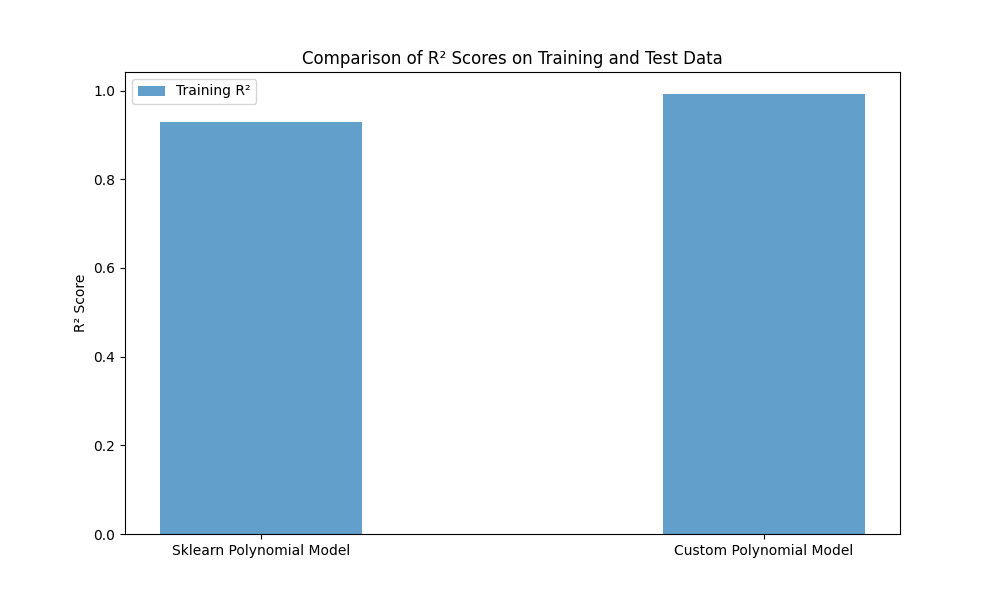 Comparison of R² Scores on Training and Test Data
Training R²
R² Score
1.0
0.8
0.6
0.4
0.2
0.0
Sklearn Polynomial Model
Custom Polynomial Model